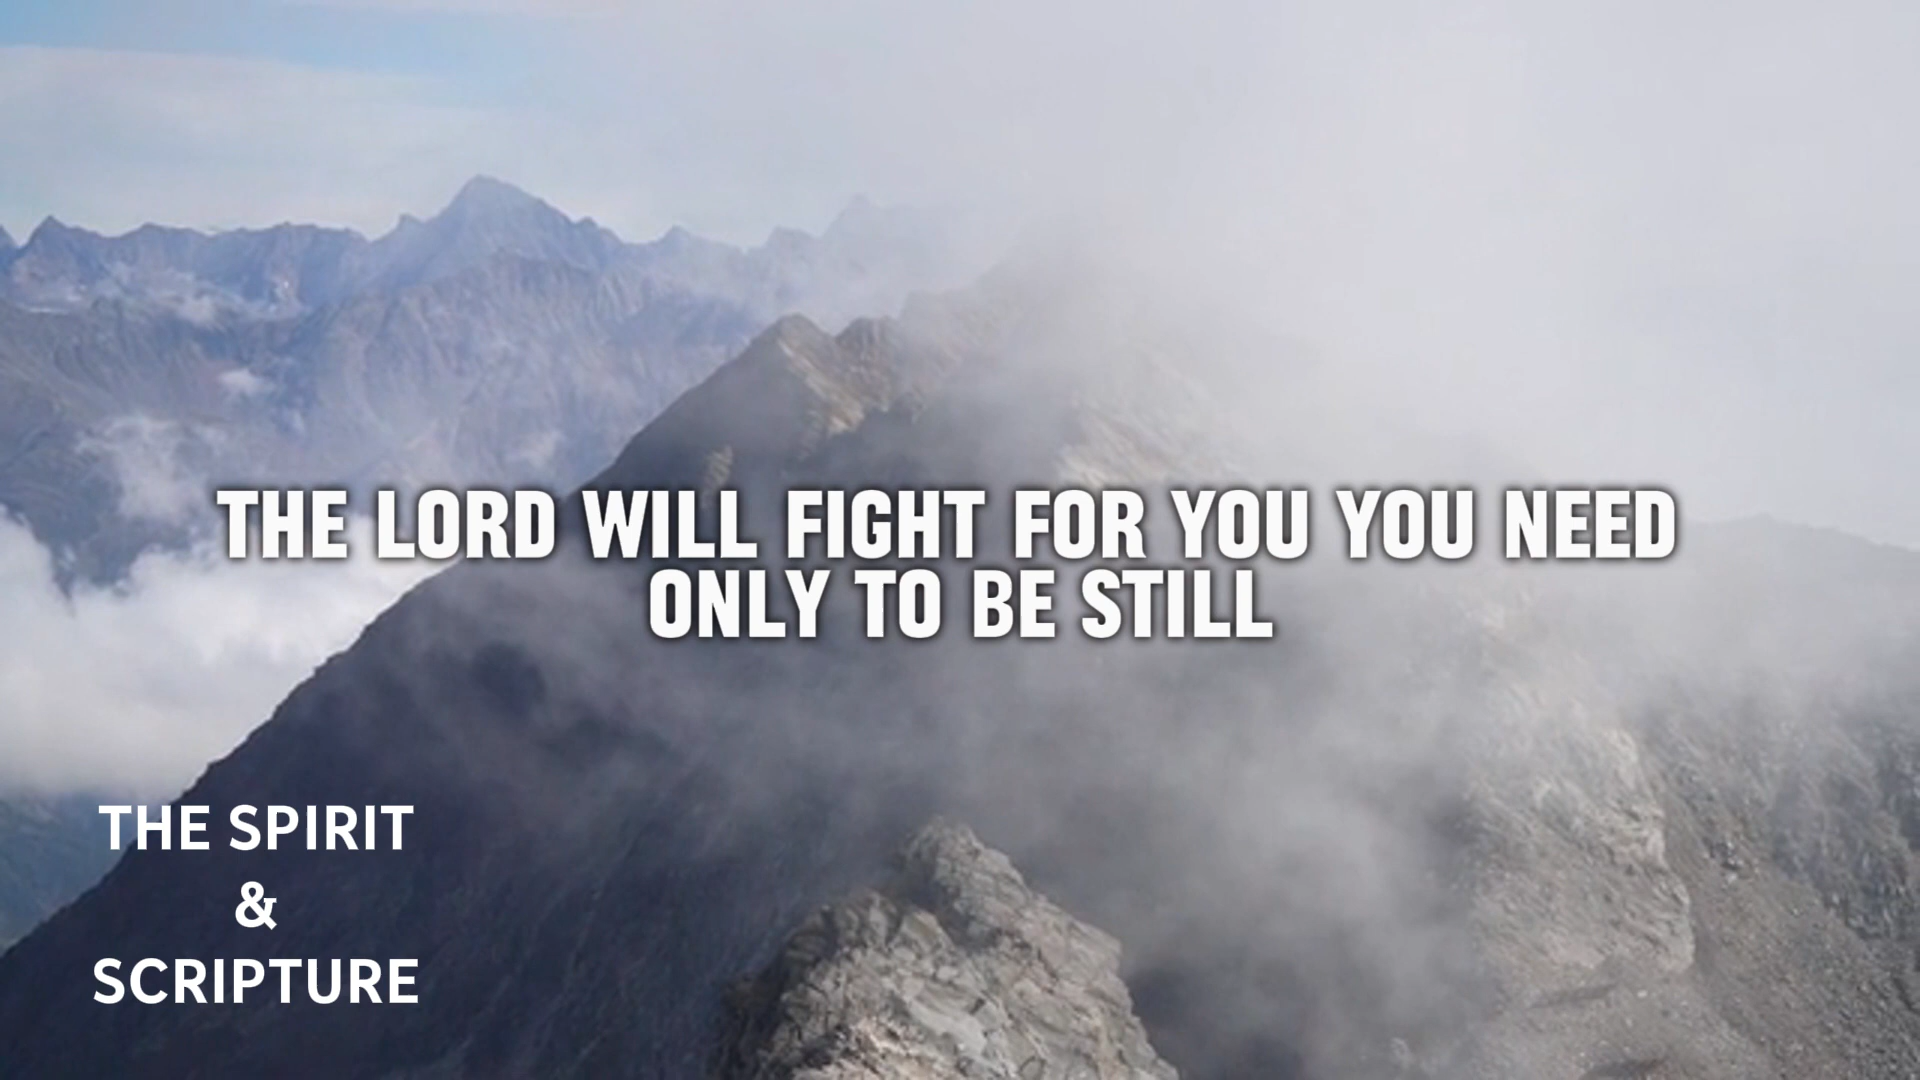 THE LORD WILL FIGHT FOR YOU YOU NEED
ONLY TO BE STILL
THE SPIRIT
&
SCRIPTURE